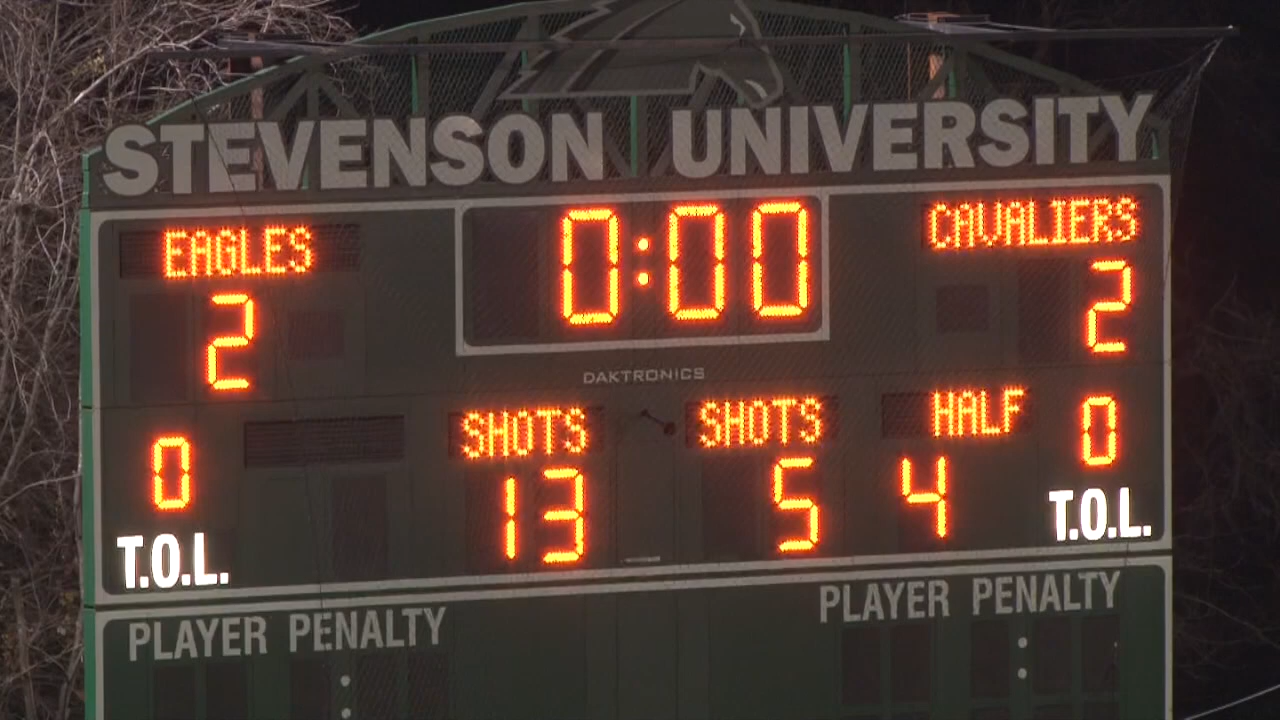 STEVENSON UNIVERSITY
EAGLES 0:00 CAVALIERS
2 2
DAKTRONICS
SHOTS SHOTS HALF 0
0 13 5 4
T.O.L. T.O.L.
PLAYER PENALTY PLAYER PENALTY
: :